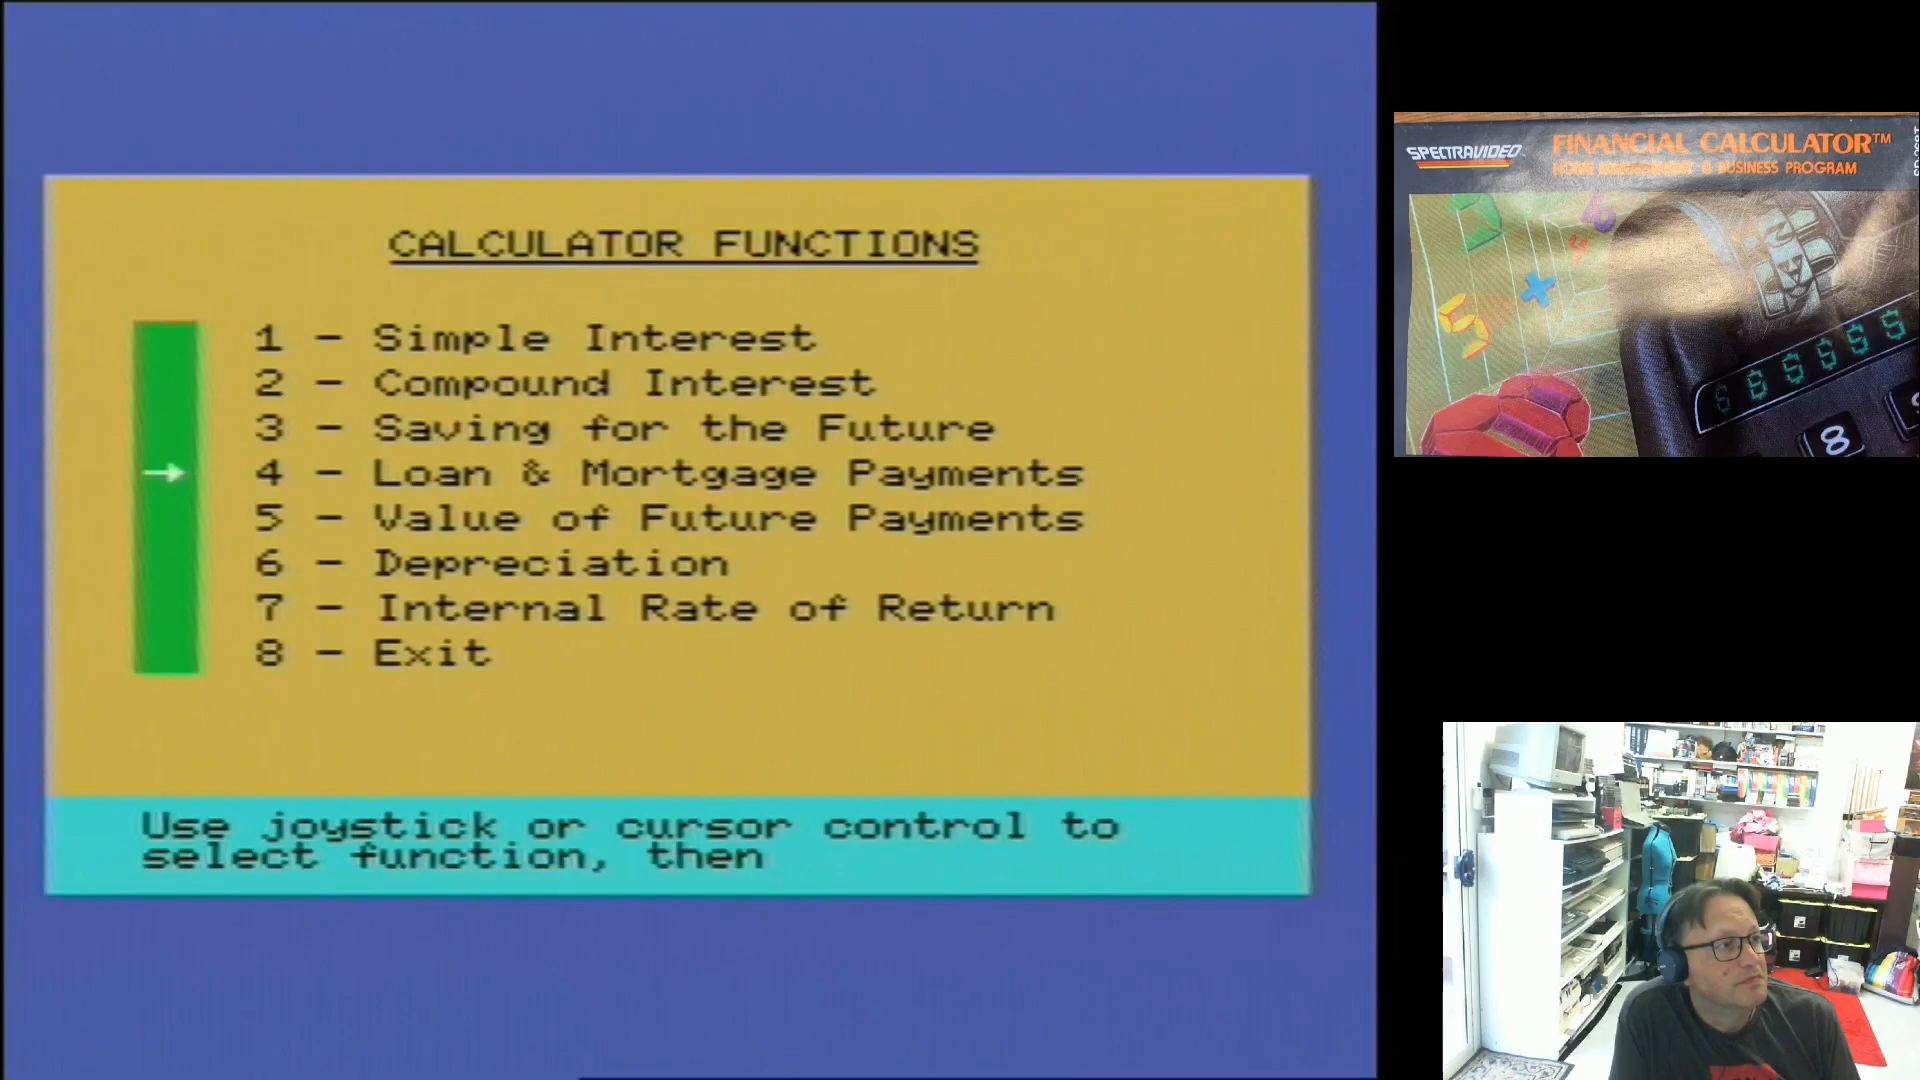 CALCULATOR FUNCTIONS
1 - Simple Interest
2 - Compound Interest
3 - Saving for the Future
→ 4 - Loan & Mortgage Payments
5 - Value of Future Payments
6 - Depreciation
7 - Internal Rate of Return
8 - Exit
Use joystick or cursor control to
select function, then
SPECTRAVIDEO
FINANCIAL CALCULATOR™
HOME MANAGEMENT & BUSINESS PROGRAM
$ $ $ $ $ $
8